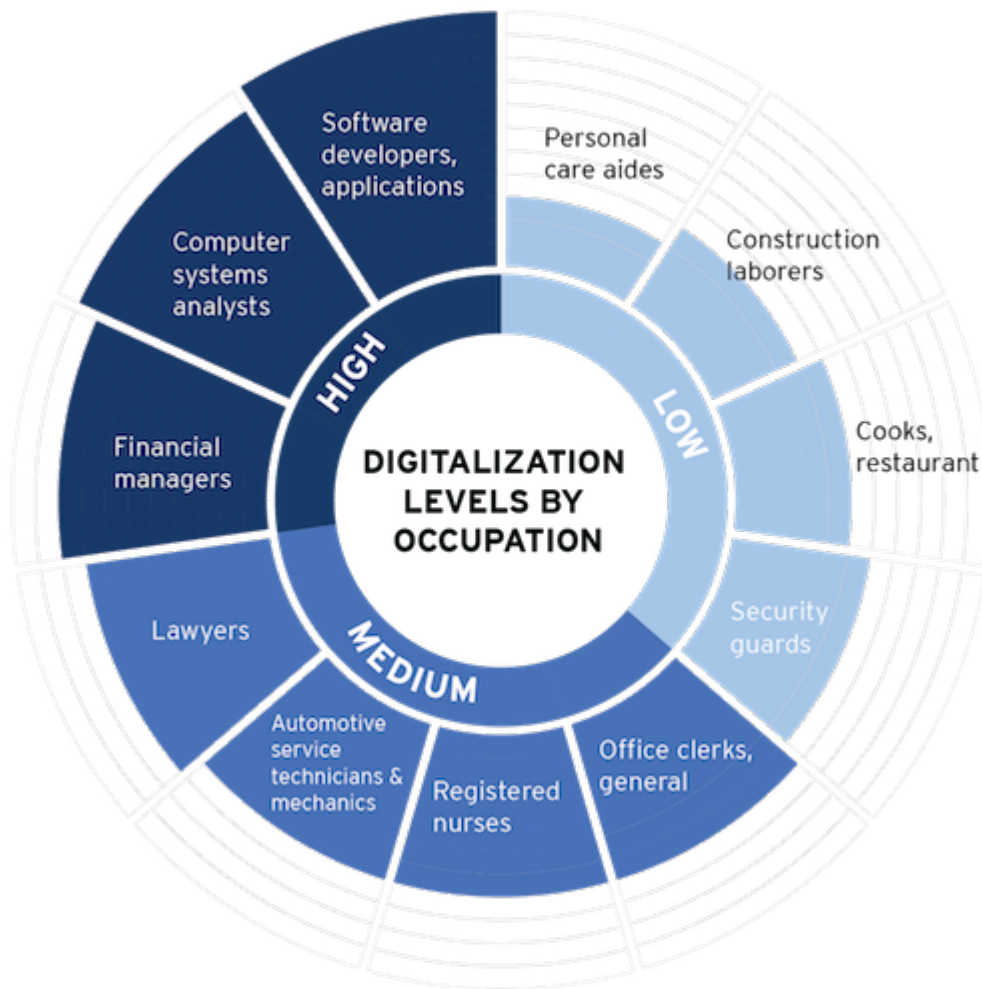 DIGITALIZATION
LEVELS BY
OCCUPATION
HIGH
Software
developers,
applications
Computer
systems
analysts
Financial
managers
MEDIUM
Lawyers
Automotive
service
technicians &
mechanics
Registered
nurses
Office clerks,
general
LOW
Personal
care aides
Construction
laborers
Cooks,
restaurant
Security
guards